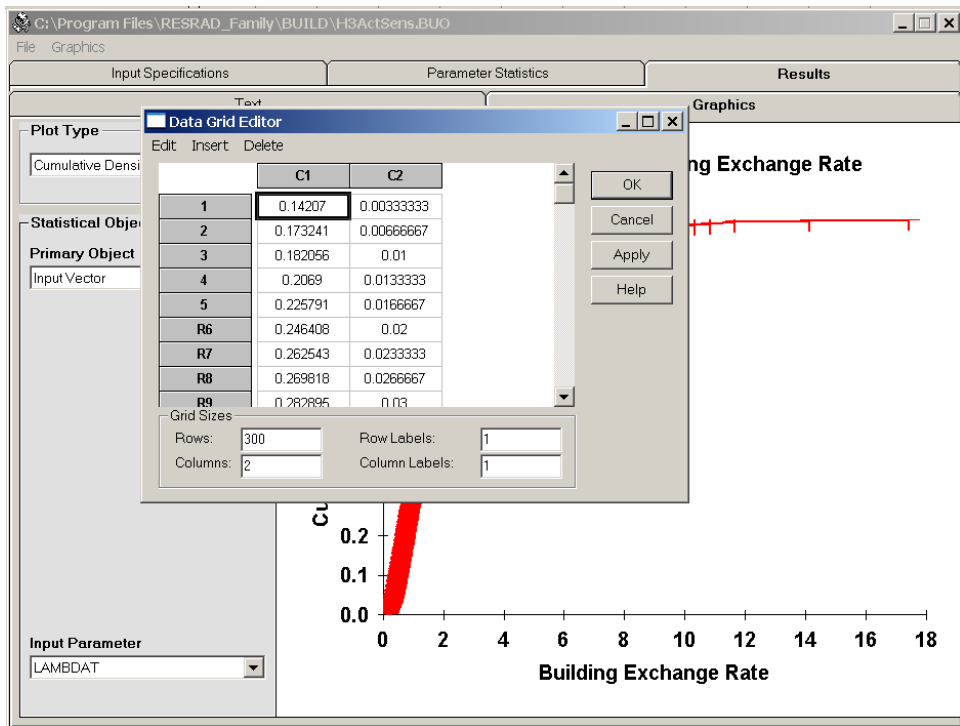 C:\Program Files\RESRAD_Family\BUILD\H3ActSens.BUO
File Graphics
Input Specifications Parameter Statistics Results
Text Graphics
Plot Type
Cumulative Densi
Statistical Obje
Primary Object
Input Vector
Input Parameter
LAMBDAT
Data Grid Editor
Edit Insert Delete
C1 C2
1 0.14207 0.00333333
2 0.173241 0.00666667
3 0.182056 0.01
4 0.2069 0.0133333
5 0.225791 0.0166667
R6 0.246408 0.02
R7 0.262543 0.0233333
R8 0.269818 0.0266667
R9 0.282895 0.03
OK
Cancel
Apply
Help
Grid Sizes
Rows: 300 Row Labels: 1
Columns: 2 Column Labels: 1
ng Exchange Rate
Cu
0.2
0.1
0.0
0 2 4 6 8 10 12 14 16 18
Building Exchange Rate